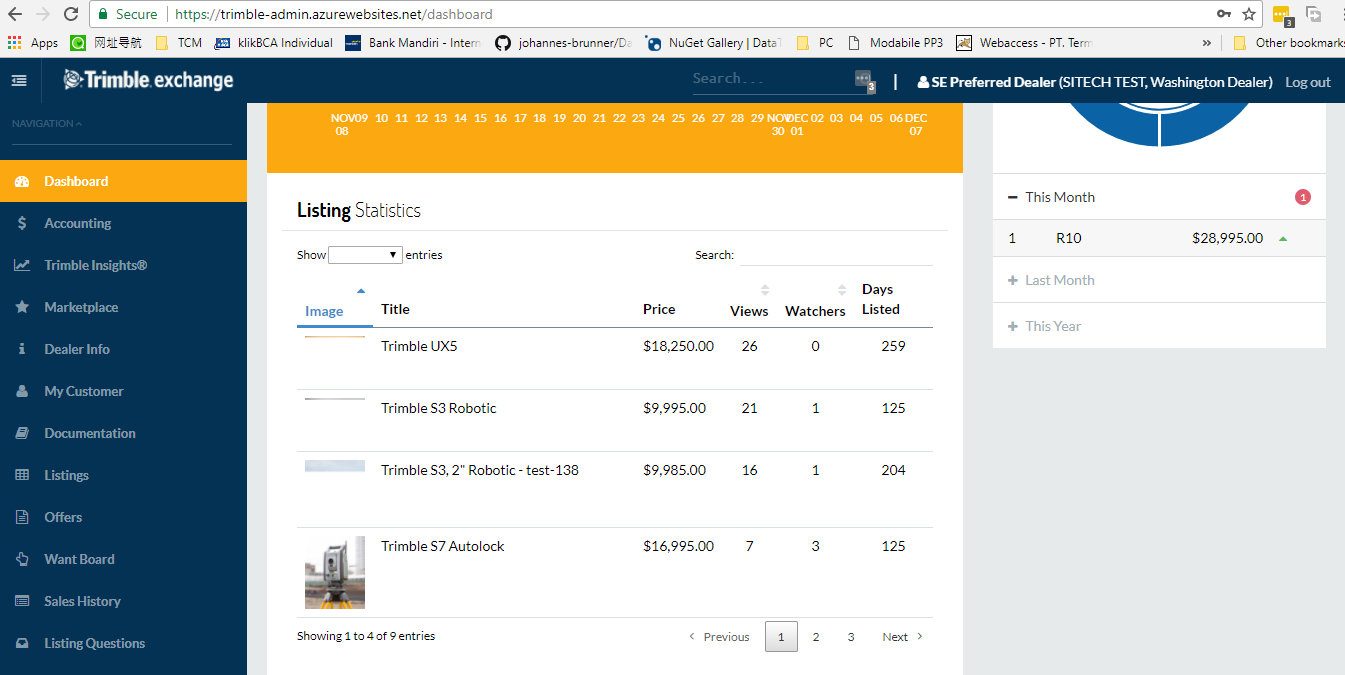 Secure https://trimble-admin.azurewebsites.net/dashboard
3
Apps 网址导航 TCM klikBCA Individual Bank Mandiri - Intern johannes-brunner/Da NuGet Gallery | DataT PC Modabile PP3 Webaccess - PT. Term » Other bookmarks
Trimble. exchange Search... 3 | SE Preferred Dealer (SITECH TEST, Washington Dealer) Log out
NAVIGATION
Dashboard
Accounting
Trimble Insights®
Marketplace
Dealer Info
My Customer
Documentation
Listings
Offers
Want Board
Sales History
Listing Questions
NOV09 10 11 12 13 14 15 16 17 18 19 20 21 22 23 24 25 26 27 28 29 NOV DEC 02 03 04 05 06 DEC
08 30 01 07
Listing Statistics
Show entries Search:
Image Title Price Views Watchers Days Listed
Trimble UX5 $18,250.00 26 0 259
Trimble S3 Robotic $9,995.00 21 1 125
Trimble S3, 2" Robotic - test-138 $9,985.00 16 1 204
Trimble S7 Autolock $16,995.00 7 3 125
Showing 1 to 4 of 9 entries Previous 1 2 3 Next
This Month 1
1 R10 $28,995.00
Last Month
This Year